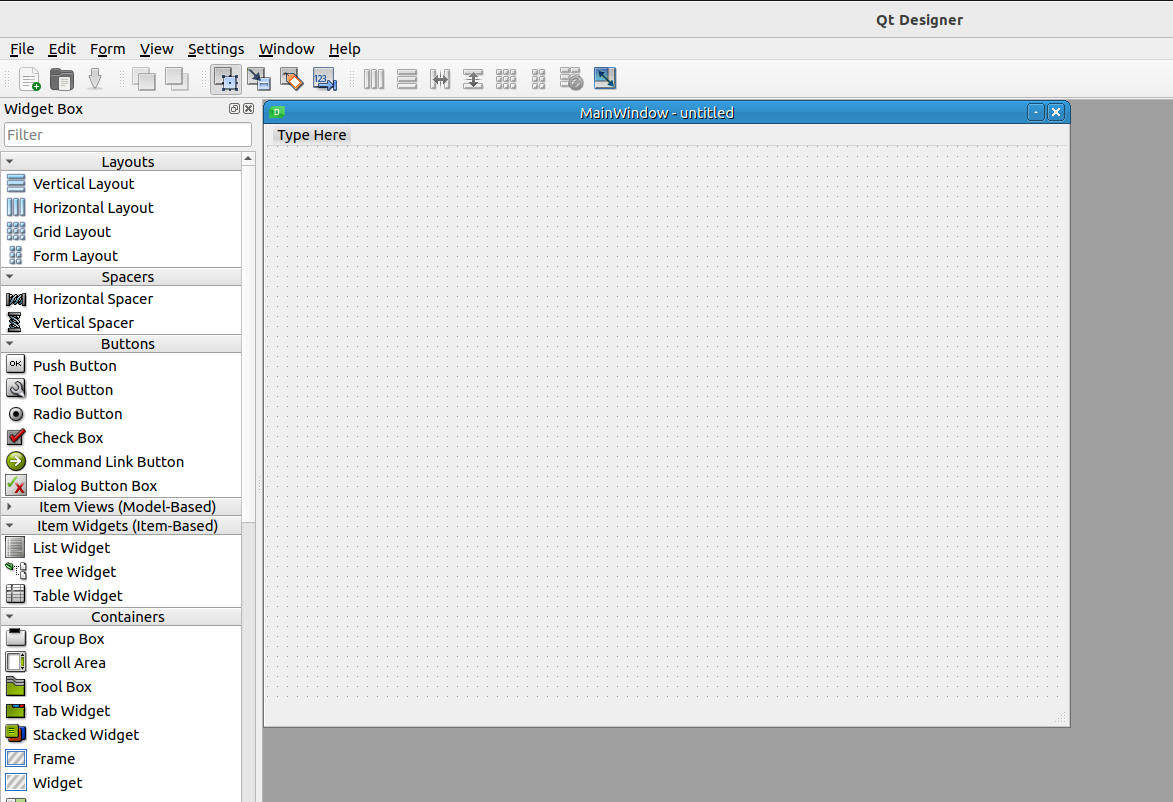 Qt Designer
File Edit Form View Settings Window Help
123
Widget Box
Filter
Layouts
Vertical Layout
Horizontal Layout
Grid Layout
Form Layout
Spacers
Horizontal Spacer
Vertical Spacer
Buttons
OK Push Button
Tool Button
Radio Button
Check Box
Command Link Button
Dialog Button Box
Item Views (Model-Based)
Item Widgets (Item-Based)
List Widget
Tree Widget
Table Widget
Containers
Group Box
Scroll Area
Tool Box
Tab Widget
Stacked Widget
Frame
Widget
D MainWindow - untitled
Type Here